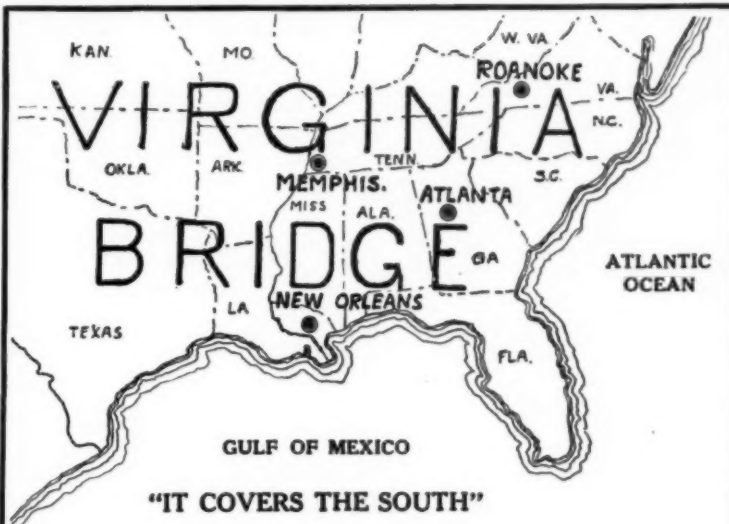 KAN. MO. W. VA.
ROANOKE
VIRGINIA
VA.
N.C.
OKLA. ARK. TENN. S.C.
MEMPHIS.
MISS ALA. ATLANTA
BRIDGE
GA
ATLANTIC
OCEAN
LA NEW ORLEANS
TEXAS
FLA.
GULF OF MEXICO
"IT COVERS THE SOUTH"